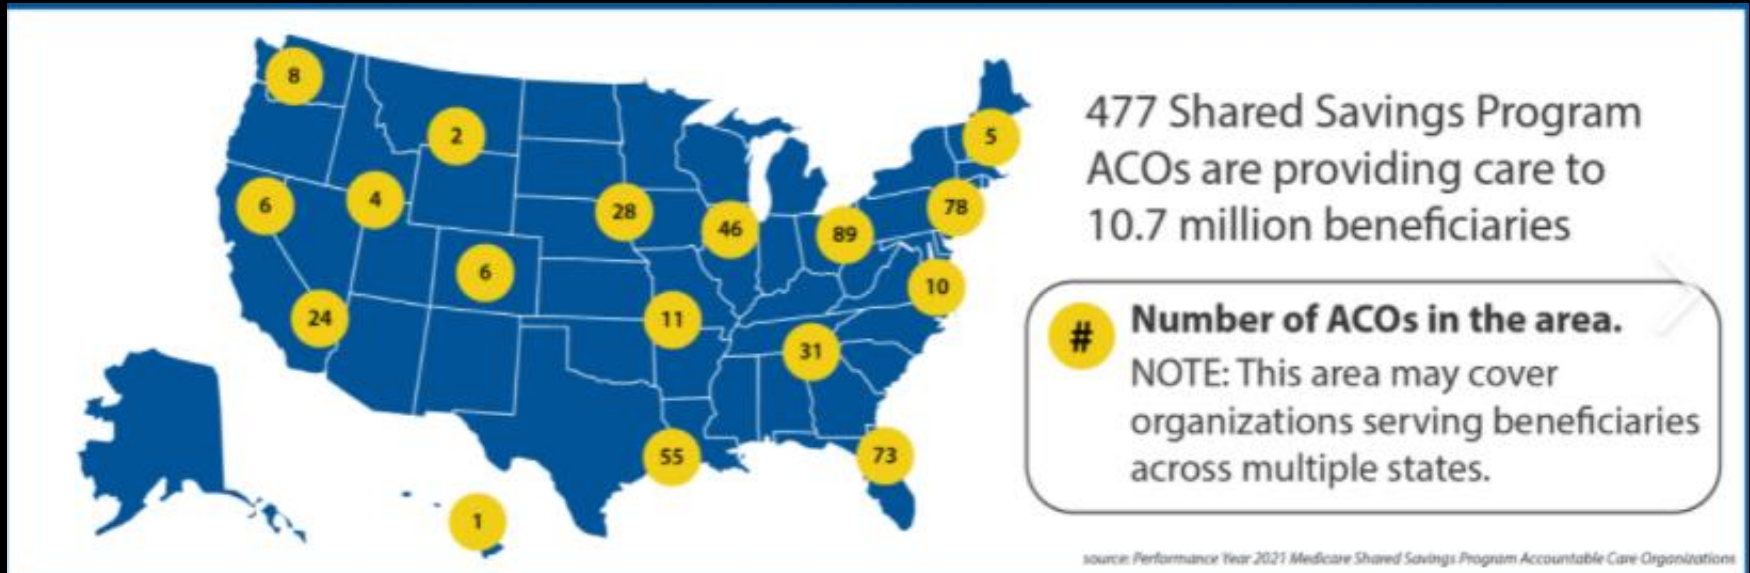 8
2
5
6
4
28
46
89
78
6
10
24
11
31
55
73
1
477 Shared Savings Program
ACOs are providing care to
10.7 million beneficiaries
#
Number of ACOs in the area.
NOTE: This area may cover
organizations serving beneficiaries
across multiple states.
source: Performance Year 2021 Medicare Shared Savings Program Accountable Care Organizations